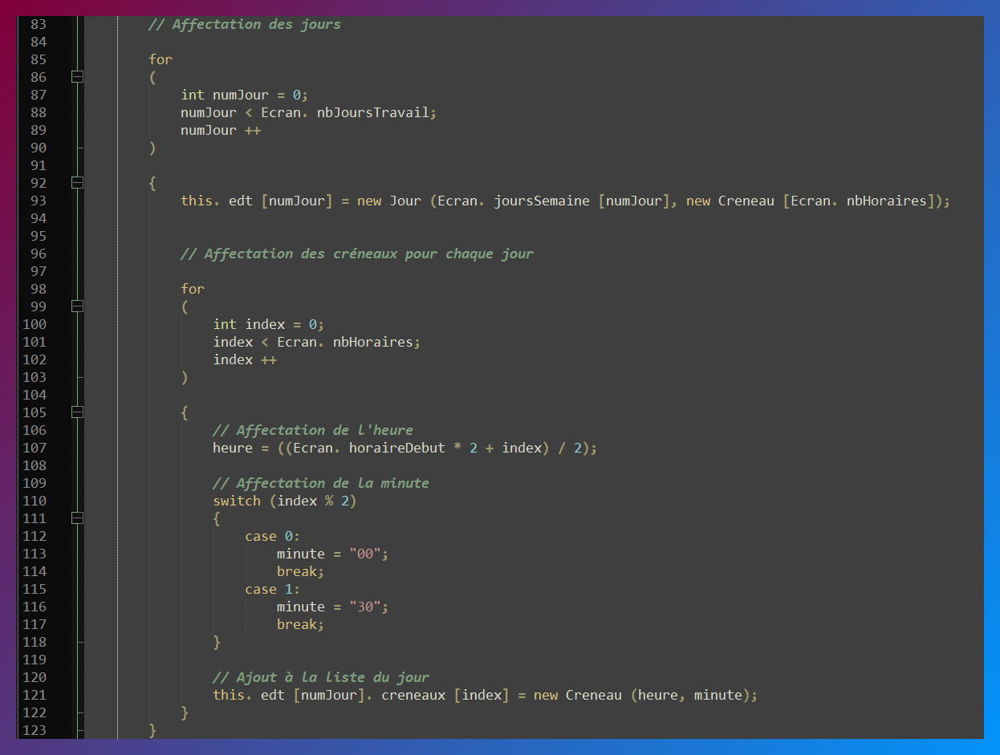 83 // Affectation des jours
84
85 for
86 (
87 int numJour = 0;
88 numJour < Ecran. nbJoursTravail;
89 numJour ++
90 )
91
92 {
93 this. edt [numJour] = new Jour (Ecran. joursSemaine [numJour], new Creneau [Ecran. nbHoraires]);
94
95
96 // Affectation des créneaux pour chaque jour
97
98 for
99 (
100 int index = 0;
101 index < Ecran. nbHoraires;
102 index ++
103 )
104
105 {
106 // Affectation de l'heure
107 heure = ((Ecran. horaireDebut * 2 + index) / 2);
108
109 // Affectation de la minute
110 switch (index % 2)
111 {
112 case 0:
113 minute = "00";
114 break;
115 case 1:
116 minute = "30";
117 break;
118 }
119
120 // Ajout à la liste du jour
121 this. edt [numJour]. creneaux [index] = new Creneau (heure, minute);
122 }
123 }